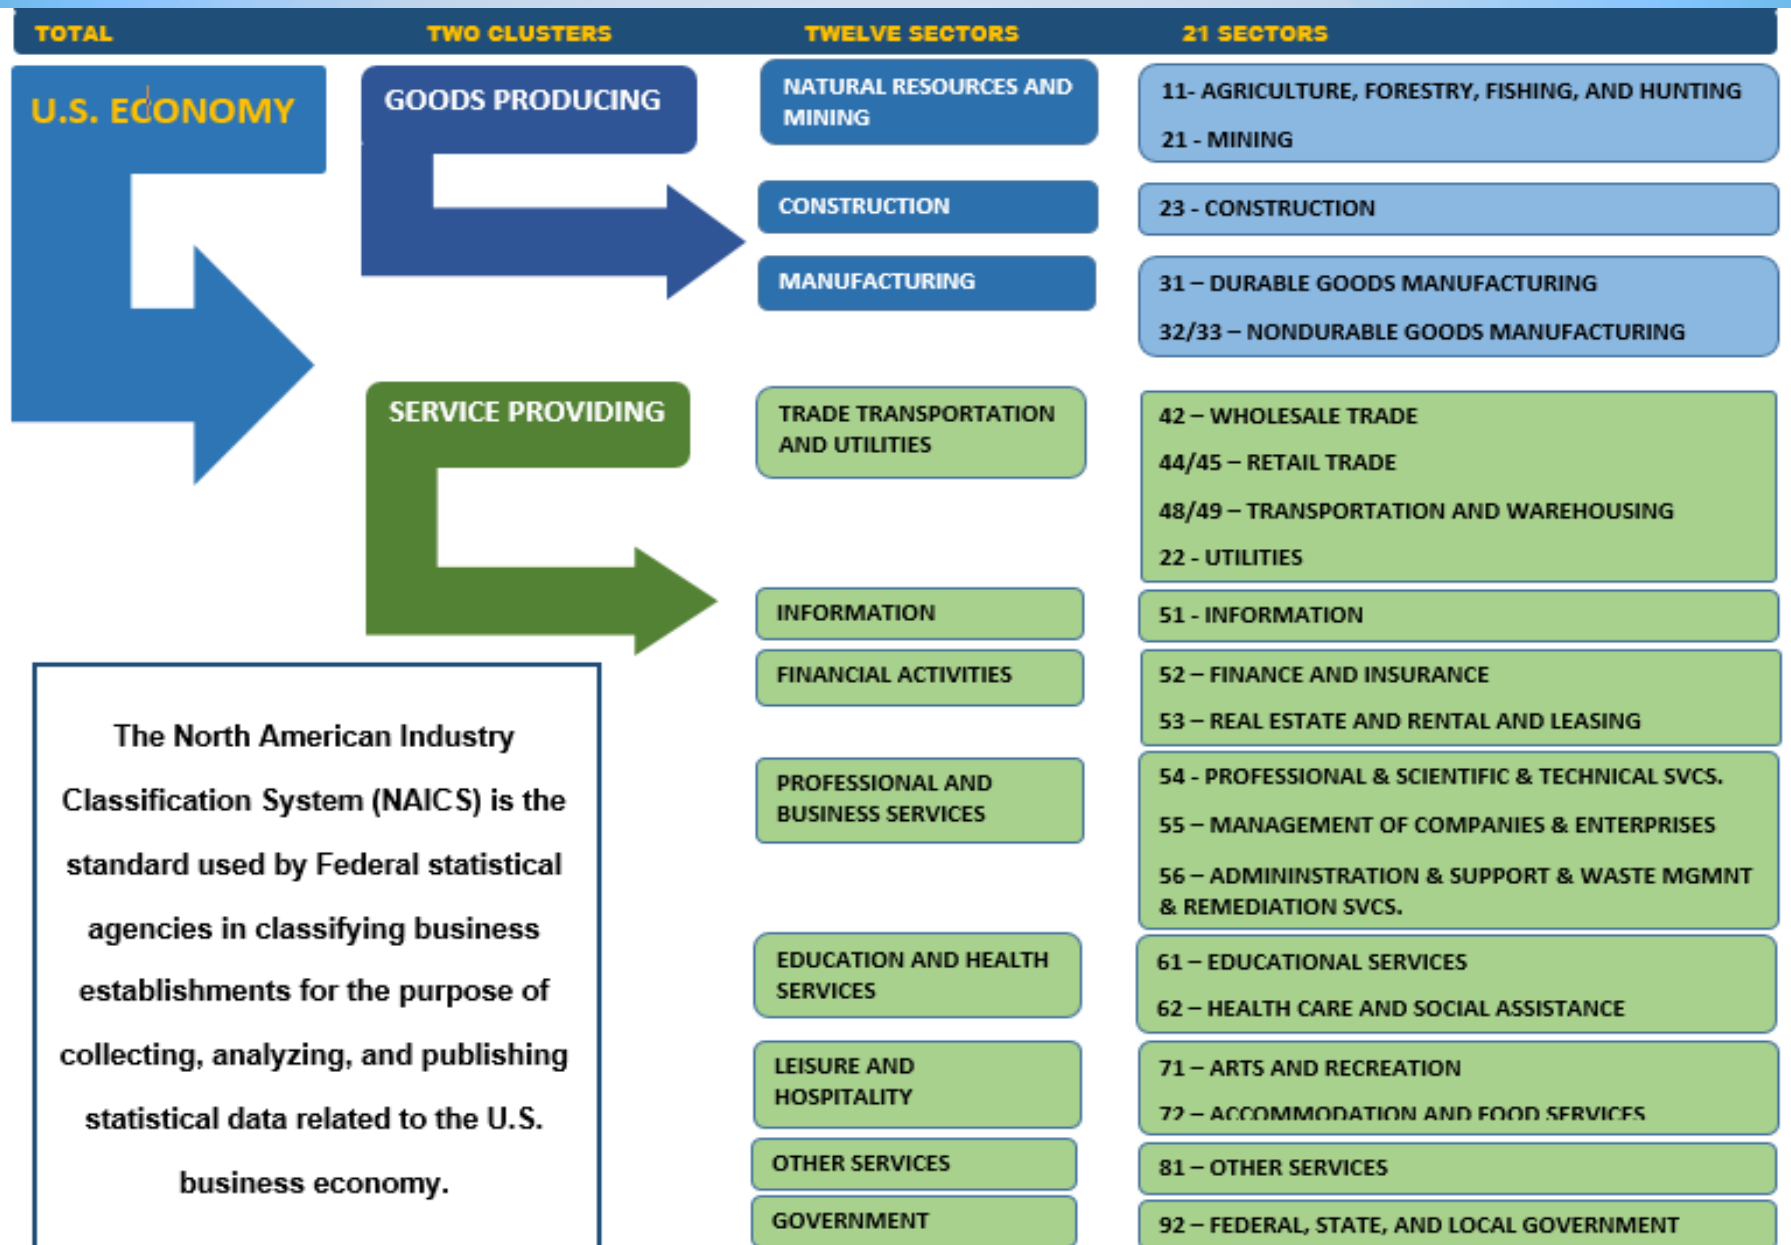 TOTAL
TWO CLUSTERS
TWELVE SECTORS
21 SECTORS
U.S. ECONOMY
GOODS PRODUCING
NATURAL RESOURCES AND
MINING
11- AGRICULTURE, FORESTRY, FISHING, AND HUNTING
21 - MINING
CONSTRUCTION
23 - CONSTRUCTION
MANUFACTURING
31 – DURABLE GOODS MANUFACTURING
32/33 – NONDURABLE GOODS MANUFACTURING
SERVICE PROVIDING
TRADE TRANSPORTATION
AND UTILITIES
42 – WHOLESALE TRADE
44/45 – RETAIL TRADE
48/49 – TRANSPORTATION AND WAREHOUSING
22 - UTILITIES
INFORMATION
51 - INFORMATION
FINANCIAL ACTIVITIES
52 – FINANCE AND INSURANCE
53 – REAL ESTATE AND RENTAL AND LEASING
PROFESSIONAL AND
BUSINESS SERVICES
54 - PROFESSIONAL & SCIENTIFIC & TECHNICAL SVCS.
55 – MANAGEMENT OF COMPANIES & ENTERPRISES
56 – ADMININSTRATION & SUPPORT & WASTE MGMNT
& REMEDIATION SVCS.
EDUCATION AND HEALTH
SERVICES
61 – EDUCATIONAL SERVICES
62 – HEALTH CARE AND SOCIAL ASSISTANCE
LEISURE AND
HOSPITALITY
71 – ARTS AND RECREATION
72 – ACCOMMODATION AND FOOD SERVICES
OTHER SERVICES
81 – OTHER SERVICES
GOVERNMENT
92 – FEDERAL, STATE, AND LOCAL GOVERNMENT
The North American Industry
Classification System (NAICS) is the
standard used by Federal statistical
agencies in classifying business
establishments for the purpose of
collecting, analyzing, and publishing
statistical data related to the U.S.
business economy.